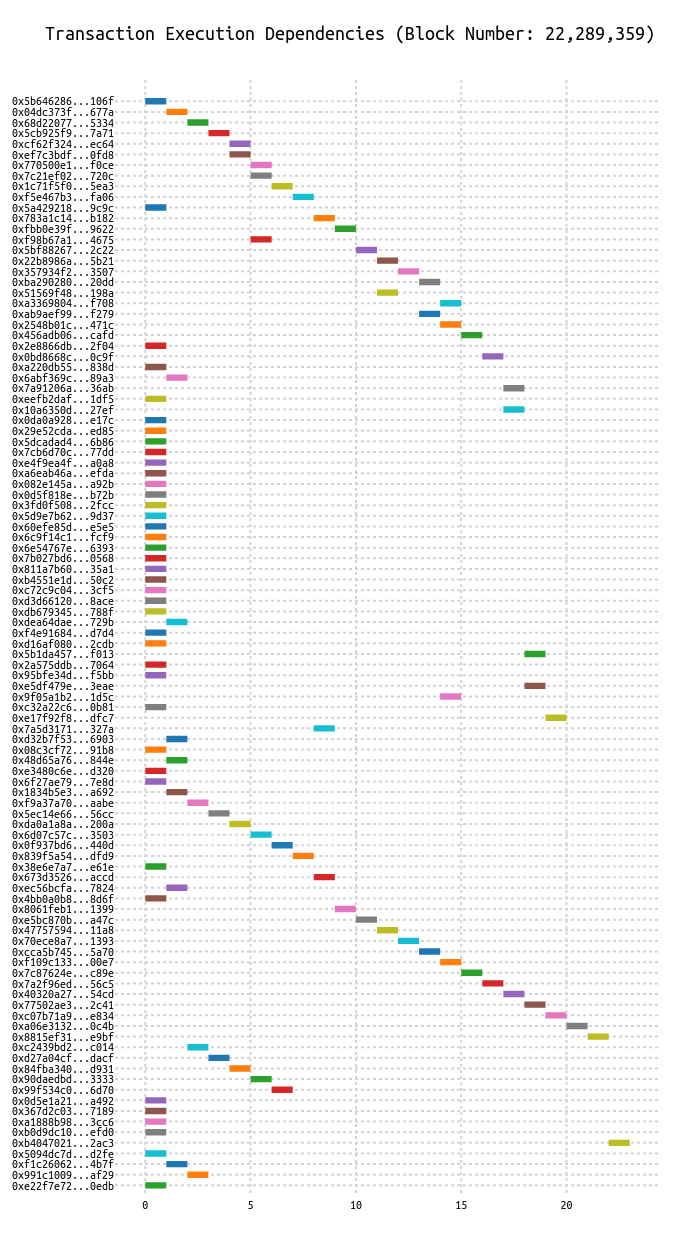 Transaction Execution Dependencies (Block Number: 22,289,359)
0x5b646286...106f
0x04dc373f...677a
0x68d22077...5334
0x5cb925f9...7a71
0xcf62f324...ec64
0xef7c3bdf...0fd8
0x770500e1...f0ce
0x7c21ef02...720c
0x1c71f5f0...5ea3
0xf5e467b3...fa06
0x5a429218...9c9c
0x783a1c14...b182
0xfbb0e39f...9622
0xf98b67a1...4675
0x5bf88267...2c22
0x22b8986a...5b21
0x357934f2...3507
0xba290280...20dd
0x51569f48...198a
0xa3369804...f708
0xab9aef99...f279
0x2548b01c...471c
0x456adb06...cafd
0x2e8866db...2f04
0x0bd8668c...0c9f
0xa220db55...838d
0x6abf369c...89a3
0x7a91206a...36ab
0xeefb2daf...1df5
0x10a6350d...27ef
0x0da0a928...e17c
0x29e52cda...ed85
0x5dcadad4...6b86
0x7cb6d70c...77dd
0xe4f9ea4f...a0a8
0xa6eab46a...efda
0x082e145a...a92b
0x0d5f818e...b72b
0x3fd0f508...2fcc
0x5d9e7b62...9d37
0x60efe85d...e5e5
0x6c9f14c1...fcf9
0x6e54767e...6393
0x7b027bd6...0568
0x811a7b60...35a1
0xb4551e1d...50c2
0xc72c9c04...3cf5
0xd3d66120...8ace
0xdb679345...788f
0xdea64dae...729b
0xf4e91684...d7d4
0xd16af080...2cdb
0x5b1da457...f013
0x2a575ddb...7064
0x95bfe34d...f5bb
0xe5df479e...3eae
0x9f05a1b2...1d5c
0xc32a22c6...0b81
0xe17f92f8...dfc7
0x7a5d3171...327a
0xd32b7f53...6903
0x08c3cf72...91b8
0x48d65a76...844e
0xe3480c6e...d320
0x6f27ae79...7e8d
0x1834b5e3...a692
0xf9a37a70...aabe
0x5ec14e66...56cc
0xda0a1a8a...200a
0x6d07c57c...3503
0x0f937bd6...440d
0x839f5a54...dfd9
0x38e6e7a7...e61e
0x673d3526...accd
0xec56bcfa...7824
0x4bb0a0b8...8d6f
0x8061feb1...1399
0xe5bc870b...a47c
0x47757594...11a8
0x70ece8a7...1393
0xcca5b745...5a70
0xf109c133...00e7
0x7c87624e...c89e
0x7a2f96ed...56c5
0x40320a27...54cd
0x77502ae3...2c41
0xc07b71a9...e834
0xa06e3132...0c4b
0x8815ef31...e9bf
0xc2439bd2...c014
0xd27a04cf...dacf
0x84fba340...d931
0x90daedbd...3333
0x99f534c0...6d70
0x0d5e1a21...a492
0x367d2c03...7189
0xa1888b98...3cc6
0xb0d9dc10...efd0
0xb4047021...2ac3
0x5094dc7d...d2fe
0xf1c26062...4b7f
0x991c1009...af29
0xe22f7e72...0edb
0 5 10 15 20